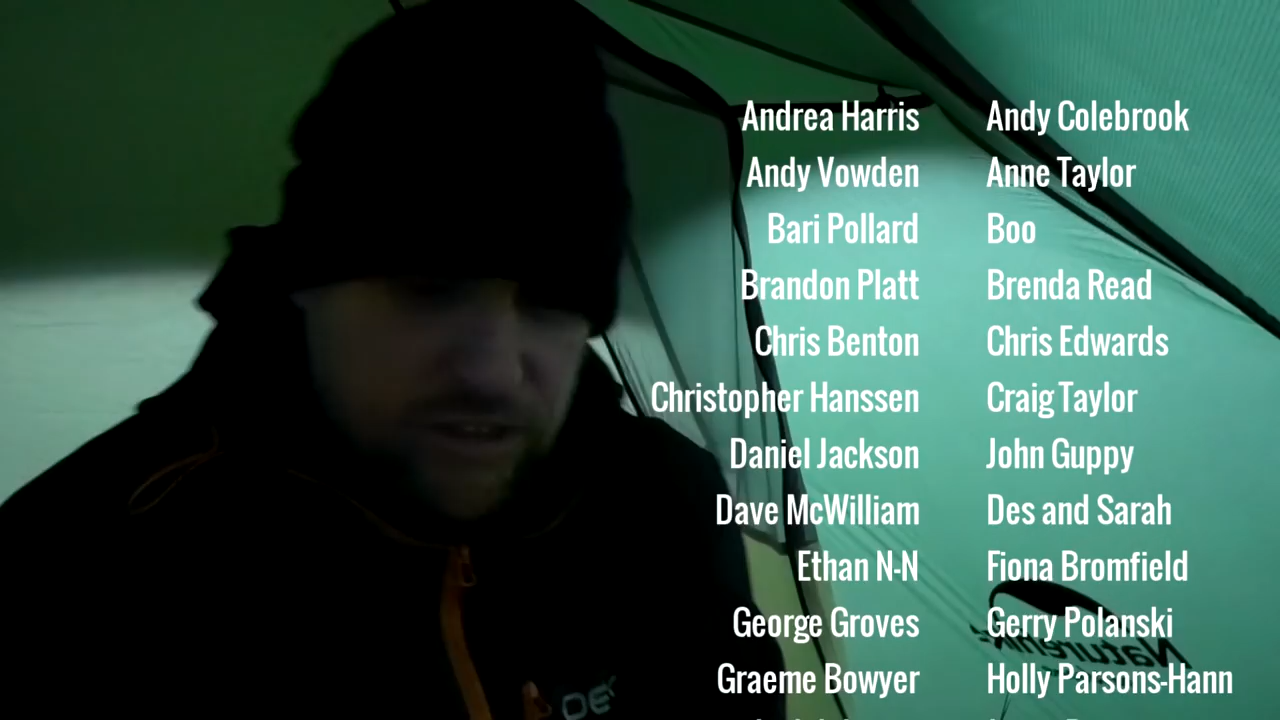 Andrea Harris Andy Colebrook
Andy Vowden Anne Taylor
Bari Pollard Boo
Brandon Platt Brenda Read
Chris Benton Chris Edwards
Christopher Hanssen Craig Taylor
Daniel Jackson John Guppy
Dave McWilliam Des and Sarah
Ethan N-N Fiona Bromfield
George Groves Gerry Polanski
Naturehike
Graeme Bowyer Holly Parsons-Hann